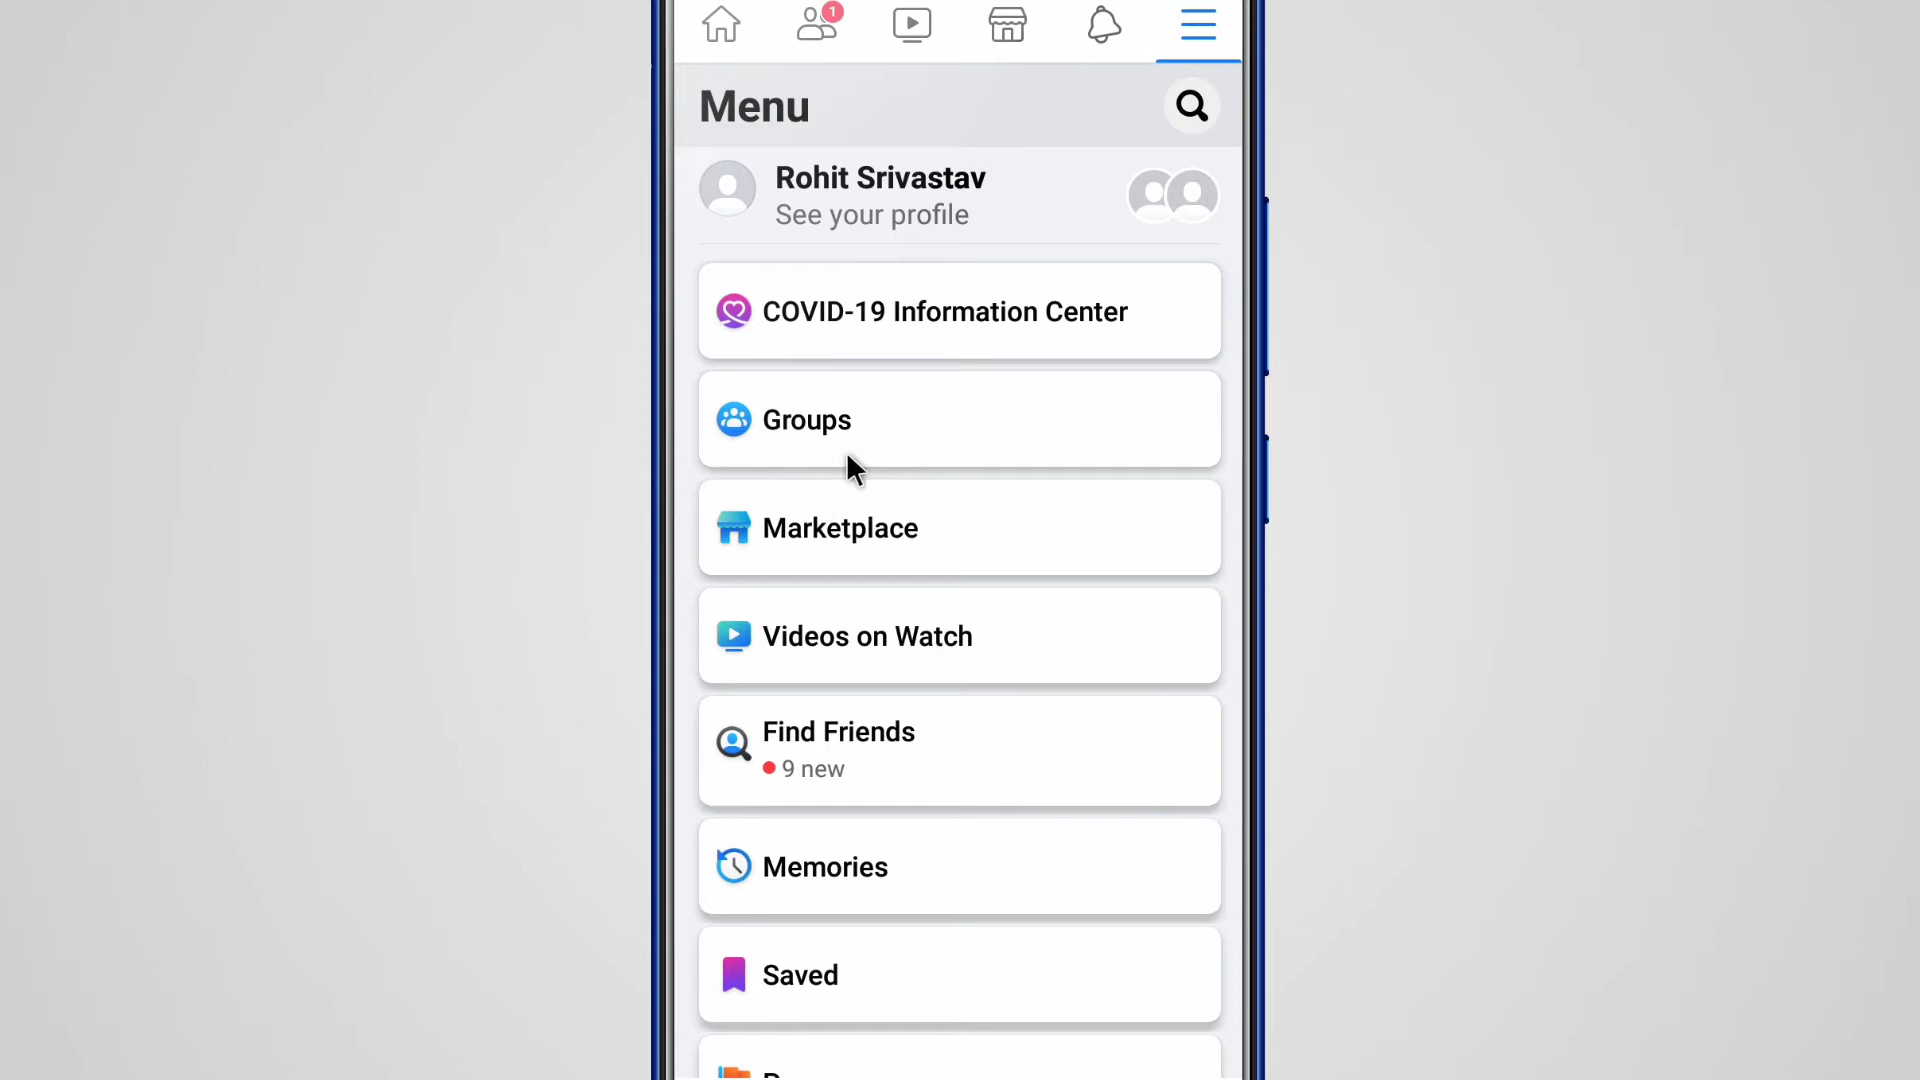 1
Menu
Rohit Srivastav
See your profile
COVID-19 Information Center
Groups
Marketplace
Videos on Watch
Find Friends
9 new
Memories
Saved